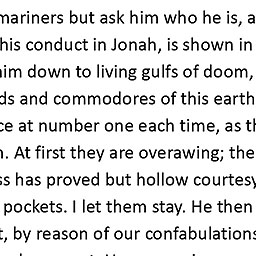 mariners but ask him who he is, a
his conduct in Jonah, is shown in
him down to living gulfs of doom,
ds and commodores of this earth
ce at number one each time, as th
. At first they are overawing; the
ss has proved but hollow courtesy
pockets. I let them stay. He then
t, by reason of our confabulations